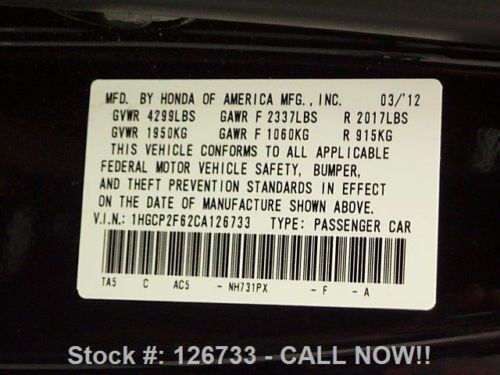 MFD. BY HONDA OF AMERICA MFG., INC. 03/'12
GVWR 4299LBS GAWR F 2337LBS R 2017LBS
GVWR 1950KG GAWR F 1060KG R 915KG
THIS VEHICLE CONFORMS TO ALL APPLICABLE
FEDERAL MOTOR VEHICLE SAFETY, BUMPER,
AND THEFT PREVENTION STANDARDS IN EFFECT
ON THE DATE OF MANUFACTURE SHOWN ABOVE.
V.I.N.: 1HGCP2F62CA126733 TYPE: PASSENGER CAR
TA5 C AC5 - NH731PX - F - A
Stock #: 126733 - CALL NOW!!